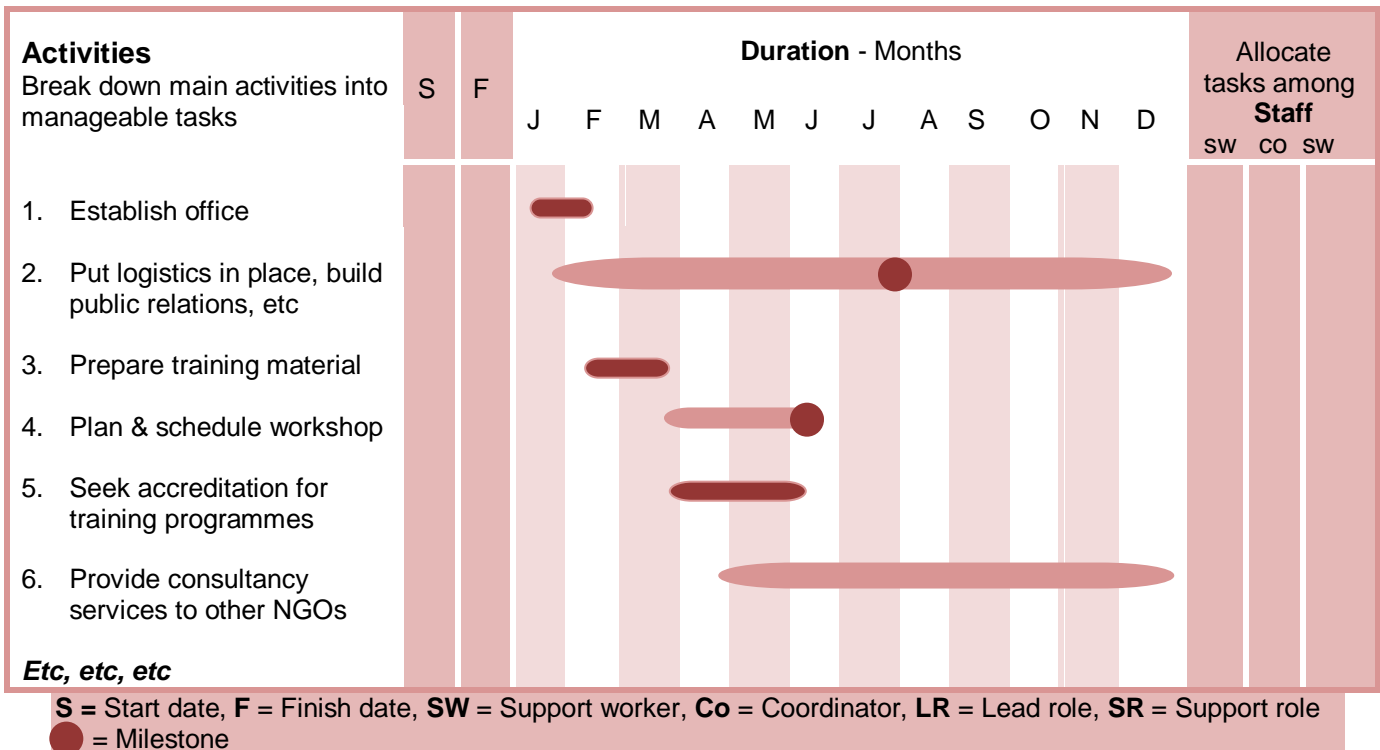 Activities
Break down main activities into
manageable tasks
S F
Duration - Months
J F M A M J J A S O N D
Allocate
tasks among
Staff
SW CO SW
1. Establish office
2. Put logistics in place, build
public relations, etc
3. Prepare training material
4. Plan & schedule workshop
5. Seek accreditation for
training programmes
6. Provide consultancy
services to other NGOs
Etc, etc, etc
S = Start date, F = Finish date, SW = Support worker, Co = Coordinator, LR = Lead role, SR = Support role
= Milestone